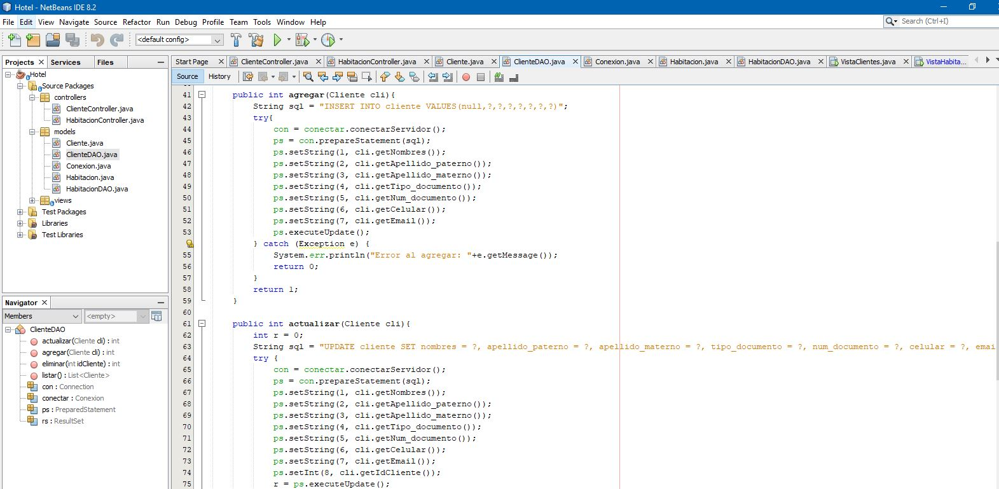 Hotel - NetBeans IDE 8.2
File Edit View Navigate Source Refactor Run Debug Profile Team Tools Window Help
Search (Ctrl+I)
<default config>
Projects Services Files
Hotel
Source Packages
controllers
ClienteController.java
HabitacionController.java
models
Cliente.java
ClienteDAO.java
Conexion.java
Habitacion.java
HabitacionDAO.java
views
Test Packages
Libraries
Test Libraries
Navigator
Members <empty>
ClienteDAO
actualizar(Cliente cli) : int
agregar(Cliente cli) : int
eliminar(int idCliente) : int
listar() : List<Cliente>
con : Connection
conectar : Conexion
ps : PreparedStatement
rs : ResultSet
Start Page ClienteController.java HabitacionController.java Cliente.java ClienteDAO.java Conexion.java Habitacion.java HabitacionDAO.java VistaClientes.java VistaHabita...
Source History
41 public int agregar(Cliente cli){
42 String sql = "INSERT INTO cliente VALUES(null,?,?,?,?,?,?,?)";
43 try{
44 con = conectar.conectarServidor();
45 ps = con.prepareStatement(sql);
46 ps.setString(1, cli.getNombres());
47 ps.setString(2, cli.getApellido_paterno());
48 ps.setString(3, cli.getApellido_materno());
49 ps.setString(4, cli.getTipo_documento());
50 ps.setString(5, cli.getNum_documento());
51 ps.setString(6, cli.getCelular());
52 ps.setString(7, cli.getEmail());
53 ps.executeUpdate();
} catch (Exception e) {
55 System.err.println("Error al agregar: "+e.getMessage());
56 return 0;
57 }
58 return 1;
59 }
60
61 public int actualizar(Cliente cli){
62 int r = 0;
63 String sql = "UPDATE cliente SET nombres = ?, apellido_paterno = ?, apellido_materno = ?, tipo_documento = ?, num_documento = ?, celular = ?, emai
64 try {
65 con = conectar.conectarServidor();
66 ps = con.prepareStatement(sql);
67 ps.setString(1, cli.getNombres());
68 ps.setString(2, cli.getApellido_paterno());
69 ps.setString(3, cli.getApellido_materno());
70 ps.setString(4, cli.getTipo_documento());
71 ps.setString(5, cli.getNum_documento());
72 ps.setString(6, cli.getCelular());
73 ps.setString(7, cli.getEmail());
74 ps.setInt(8, cli.getIdCliente());
75 r = ps.executeUpdate();